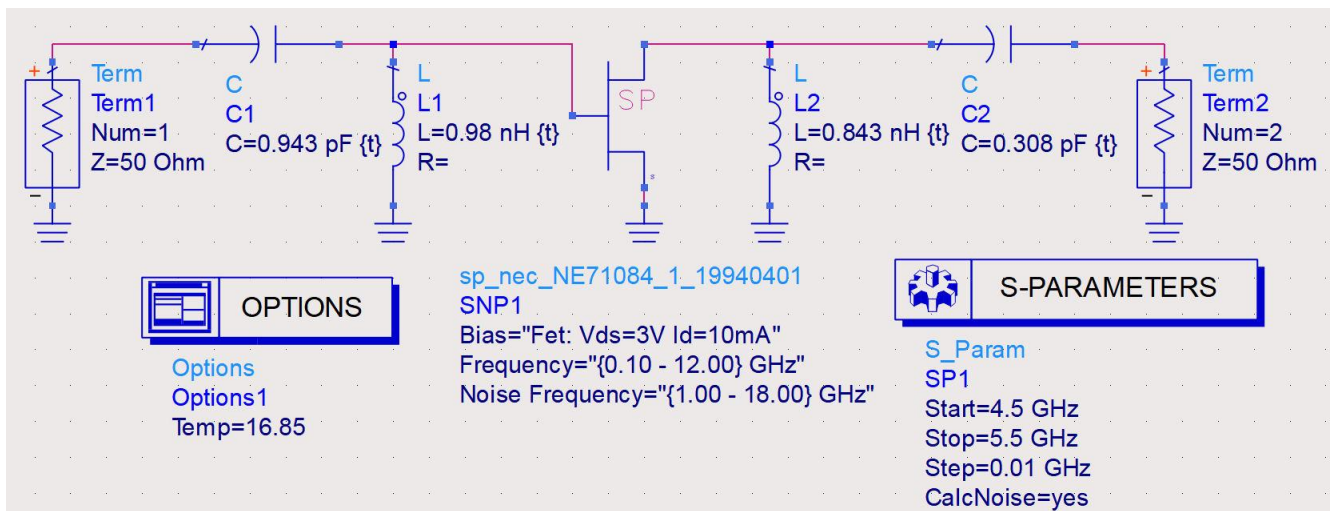 +
Term
Term1
Num=1
Z=50 Ohm
-
C
C1
C=0.943 pF {t}
L
L1
L=0.98 nH {t}
R=
SP
s
L
L2
L=0.843 nH {t}
R=
C
C2
C=0.308 pF {t}
+
Term
Term2
Num=2
Z=50 Ohm
-
OPTIONS
Options
Options1
Temp=16.85
sp_nec_NE71084_1_19940401
SNP1
Bias="Fet: Vds=3V Id=10mA"
Frequency="{0.10 - 12.00} GHz"
Noise Frequency="{1.00 - 18.00} GHz"
S-PARAMETERS
S_Param
SP1
Start=4.5 GHz
Stop=5.5 GHz
Step=0.01 GHz
CalcNoise=yes